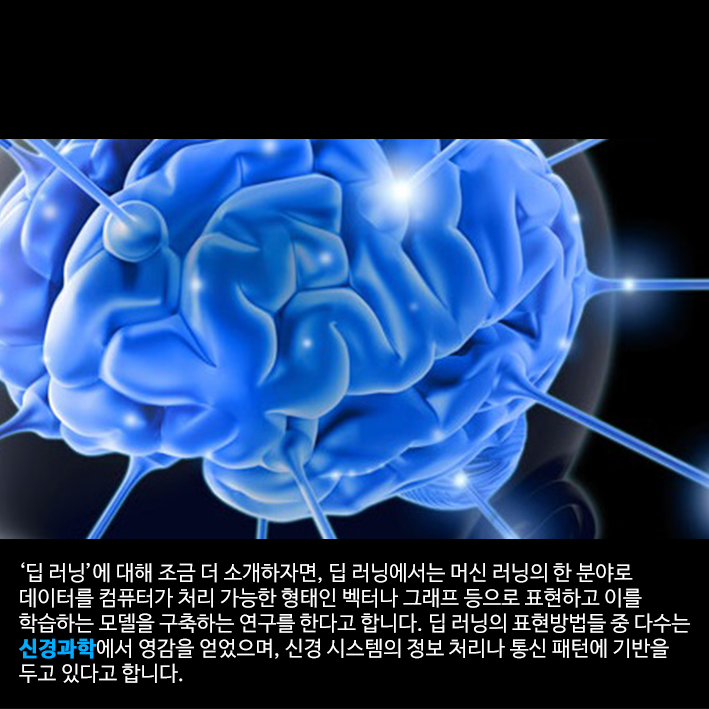 ‘딥 러닝’에 대해 조금 더 소개하자면, 딥 러닝에서는 머신 러닝의 한 분야로
데이터를 컴퓨터가 처리 가능한 형태인 벡터나 그래프 등으로 표현하고 이를
학습하는 모델을 구축하는 연구를 한다고 합니다. 딥 러닝의 표현방법들 중 다수는
신경과학에서 영감을 얻었으며, 신경 시스템의 정보 처리나 통신 패턴에 기반을
두고 있다고 합니다.